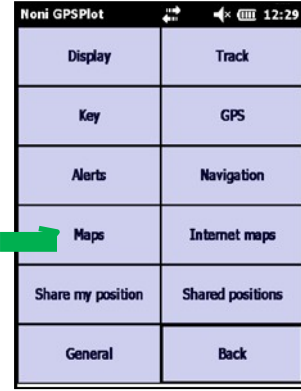 Noni GPSPlot 12:29
Display Track
Key GPS
Alerts Navigation
Maps Internet maps
Share my position Shared positions
General Back